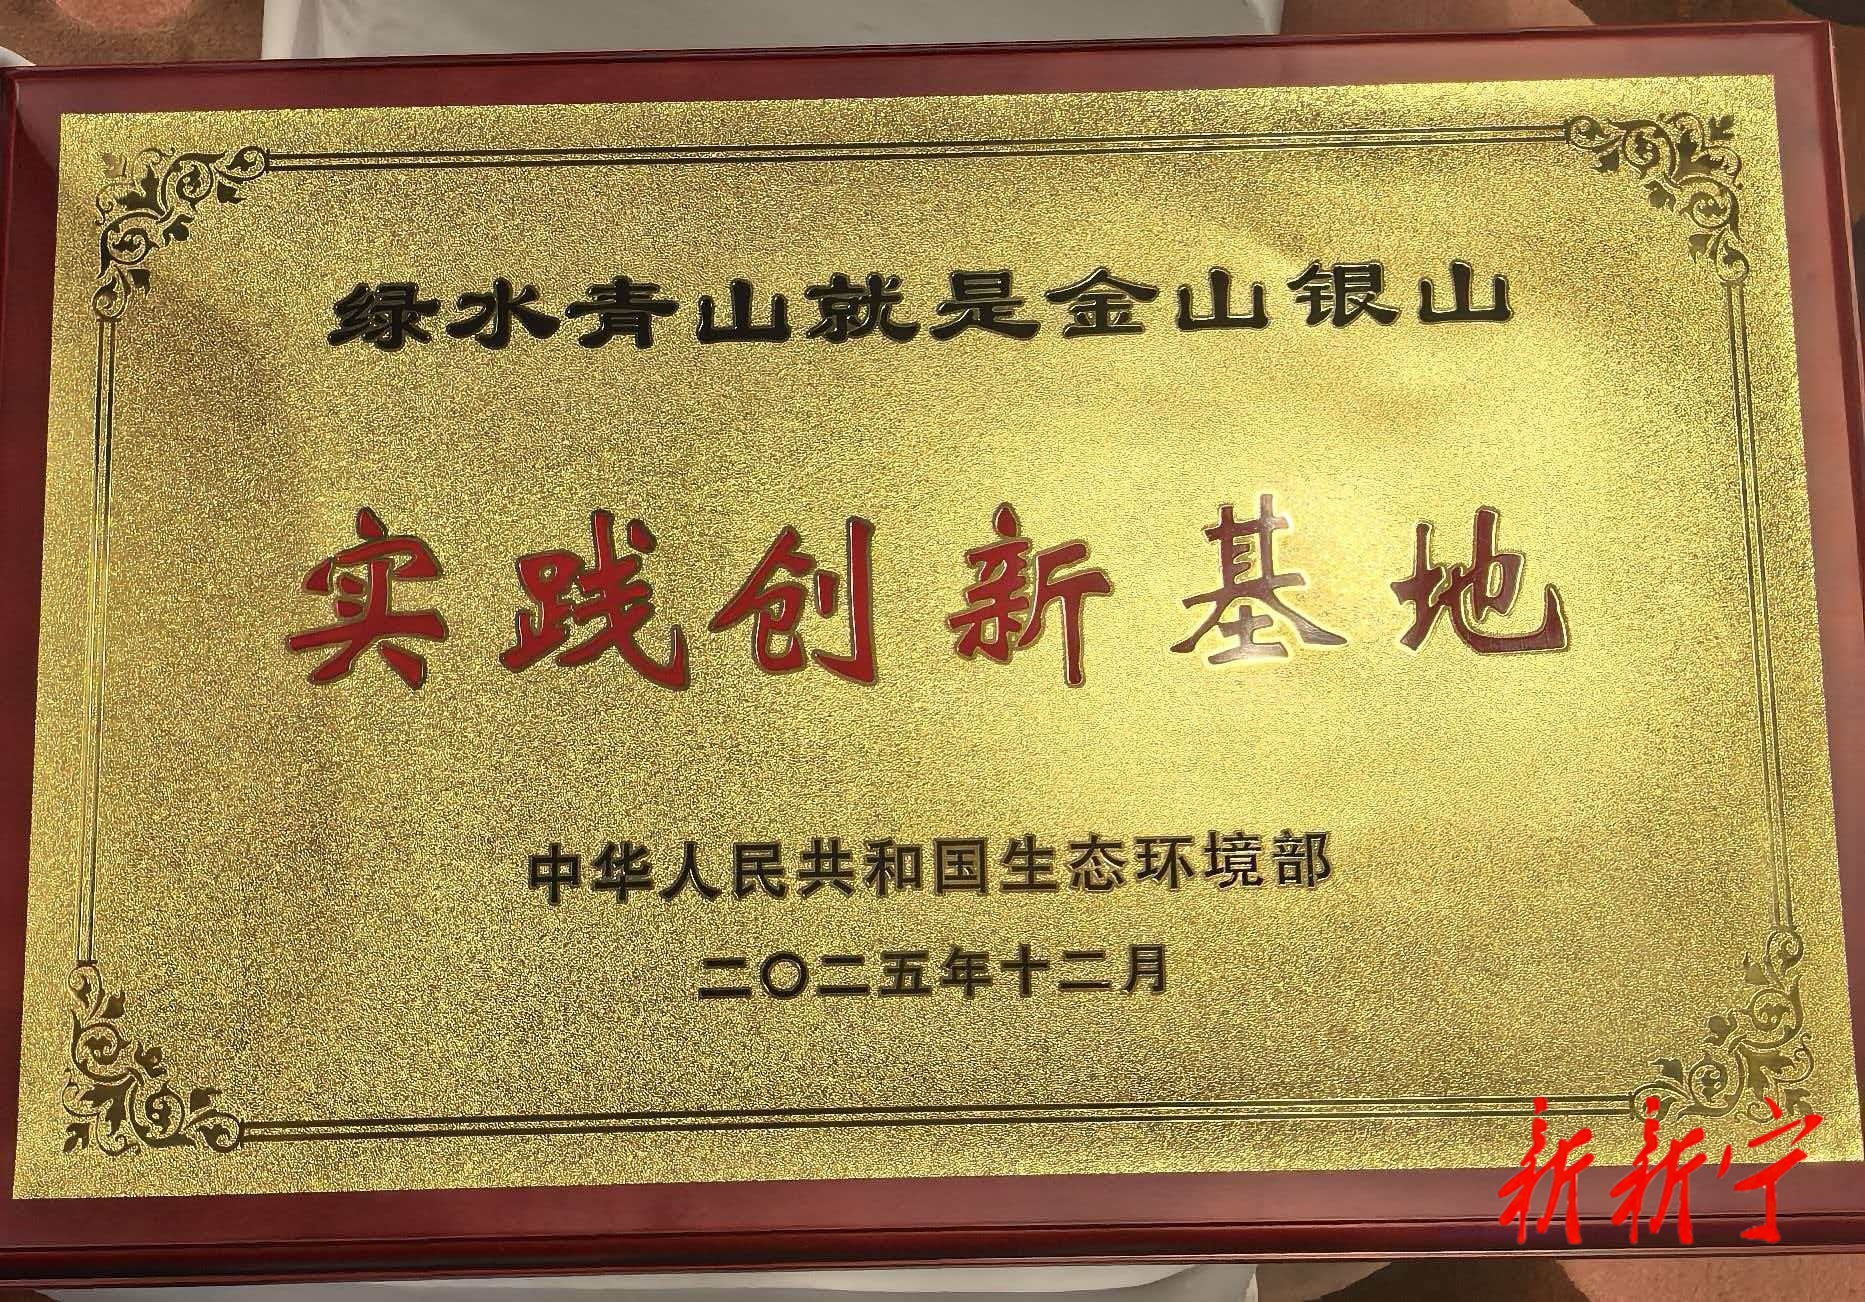 绿水青山就是金山银山
实践创新基地
中华人民共和国生态环境部
二〇二五年十二月
新新宁